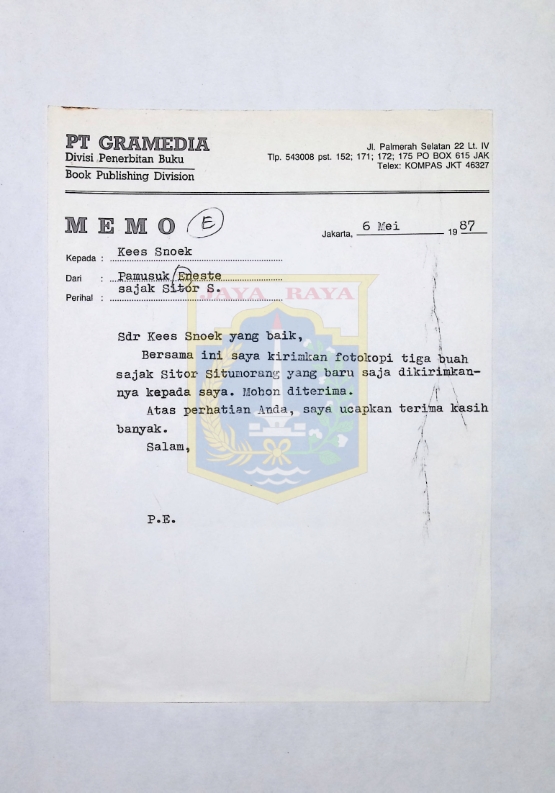 PT GRAMEDIA
Divisi Penerbitan Buku
Book Publishing Division
Jl. Palmerah Selatan 22 Lt. IV
Tlp. 543008 pst. 152; 171; 172; 175 PO BOX 615 JAK
Telex: KOMPAS JKT 46327
MEMO E
Jakarta, 6 Mei 19 87
Kepada : Kees Snoek
Dari : Pamusuk Eneste
Perihal : sajak Sitor S.
JAYA RAYA
Sdr Kees Snoek yang baik,
Bersama ini saya kirimkan fotokopi tiga buah
sajak Sitor Situmorang yang baru saja dikirimkan-
nya kepada saya. Mohon diterima.
Atas perhatian Anda, saya ucapkan terima kasih
banyak.
Salam,
P.E.